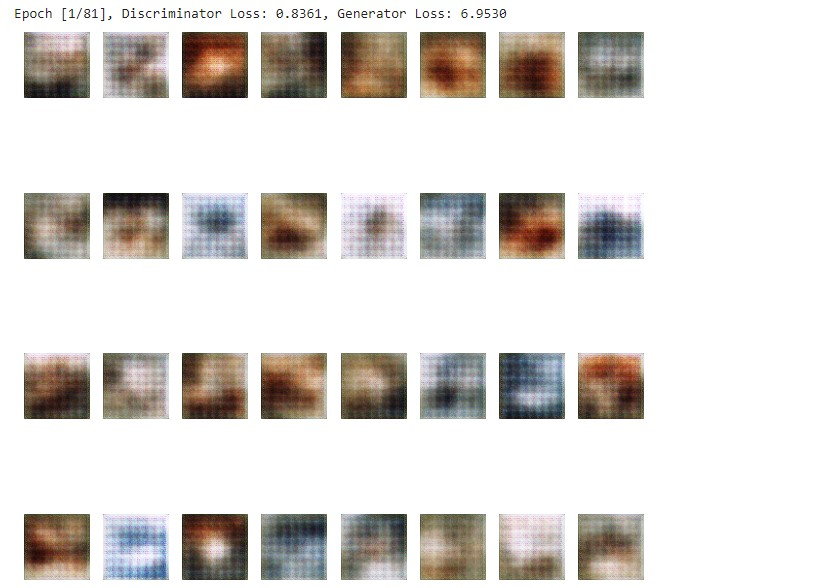 Epoch [1/81], Discriminator Loss: 0.8361, Generator Loss: 6.9530